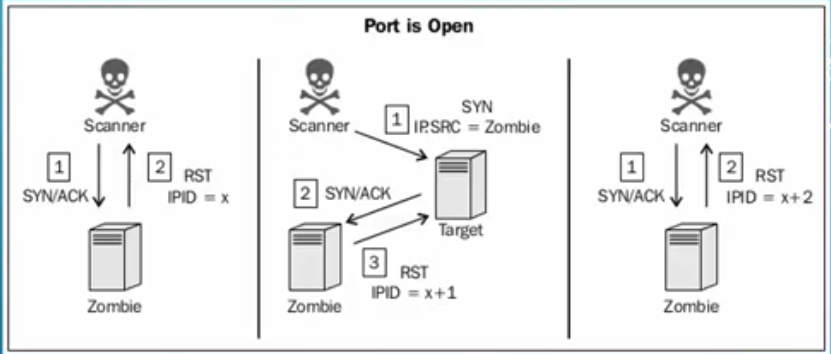 Port is Open
Scanner
1
SYN/ACK
2
RST
IPID = x
Zombie
Scanner
1
SYN
IP.SRC = Zombie
2
SYN/ACK
Target
3
RST
IPID = x+1
Zombie
Scanner
1
SYN/ACK
2
RST
IPID = x+2
Zombie